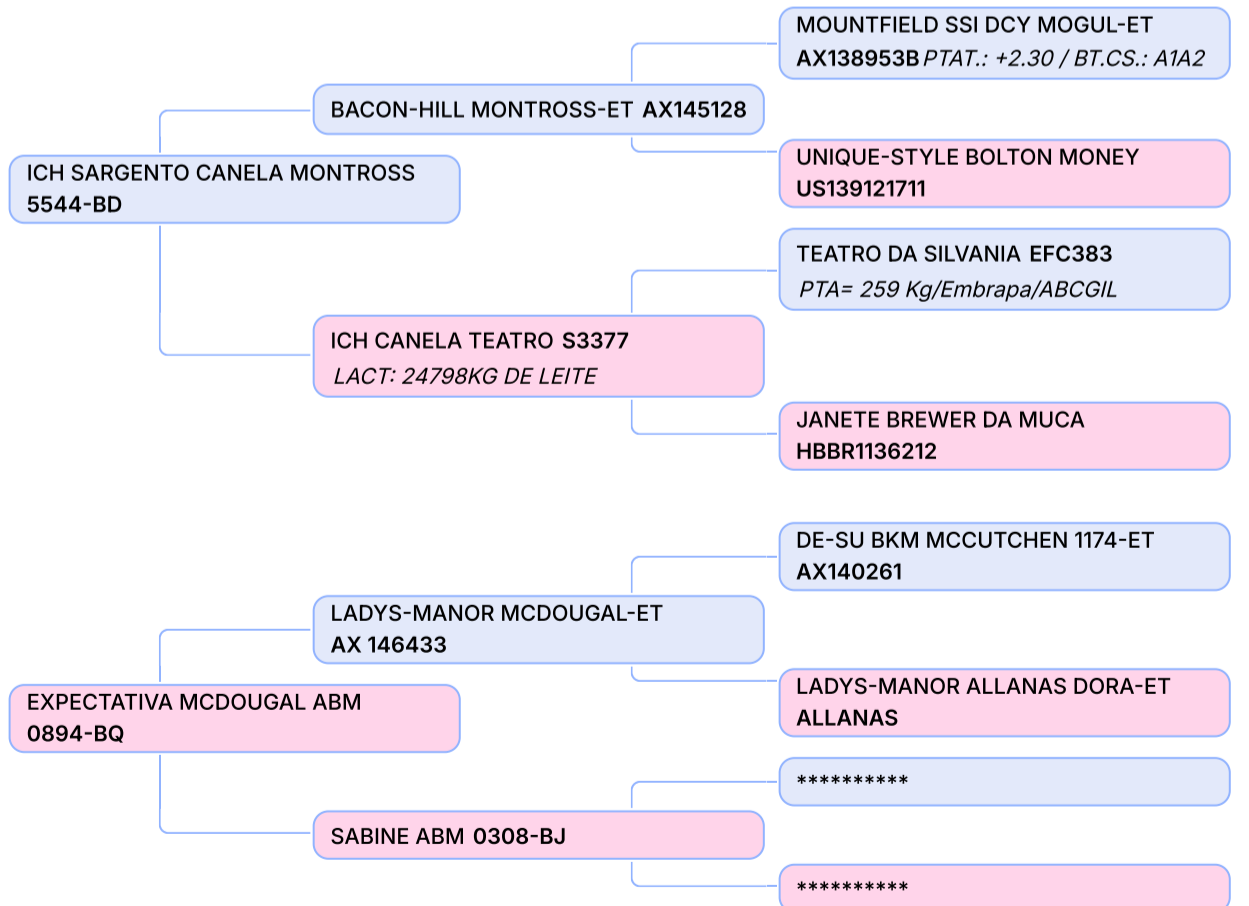 MOUNTFIELD SSI DCY MOGUL-ET
AX138953B PTAT.: +2.30 / BT.CS.: A1A2
BACON-HILL MONTROSS-ET AX145128
UNIQUE-STYLE BOLTON MONEY
US139121711
ICH SARGENTO CANELA MONTROSS
5544-BD
TEATRO DA SILVANIA EFC383
PTA= 259 Kg/Embrapa/ABCGIL
ICH CANELA TEATRO S3377
LACT: 24798KG DE LEITE
JANETE BREWER DA MUCA
HBBR1136212
DE-SU BKM MCCUTCHEN 1174-ET
AX140261
LADYS-MANOR MCDOUGAL-ET
AX 146433
LADYS-MANOR ALLANAS DORA-ET
ALLANAS
EXPECTATIVA MCDOUGAL ABM
0894-BQ
**********
SABINE ABM 0308-BJ
**********